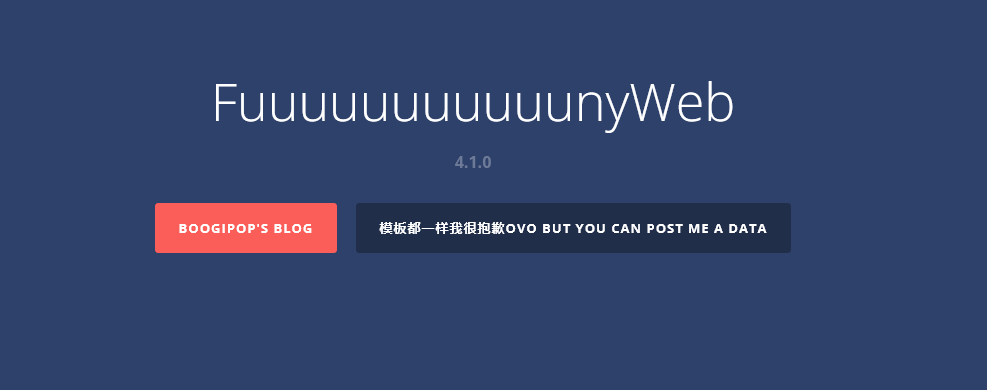 FuuuuuuuuuuunyWeb
4.1.0
BOOGIPOP'S BLOG
模板都一样我很抱歉OVO BUT YOU CAN POST ME A DATA